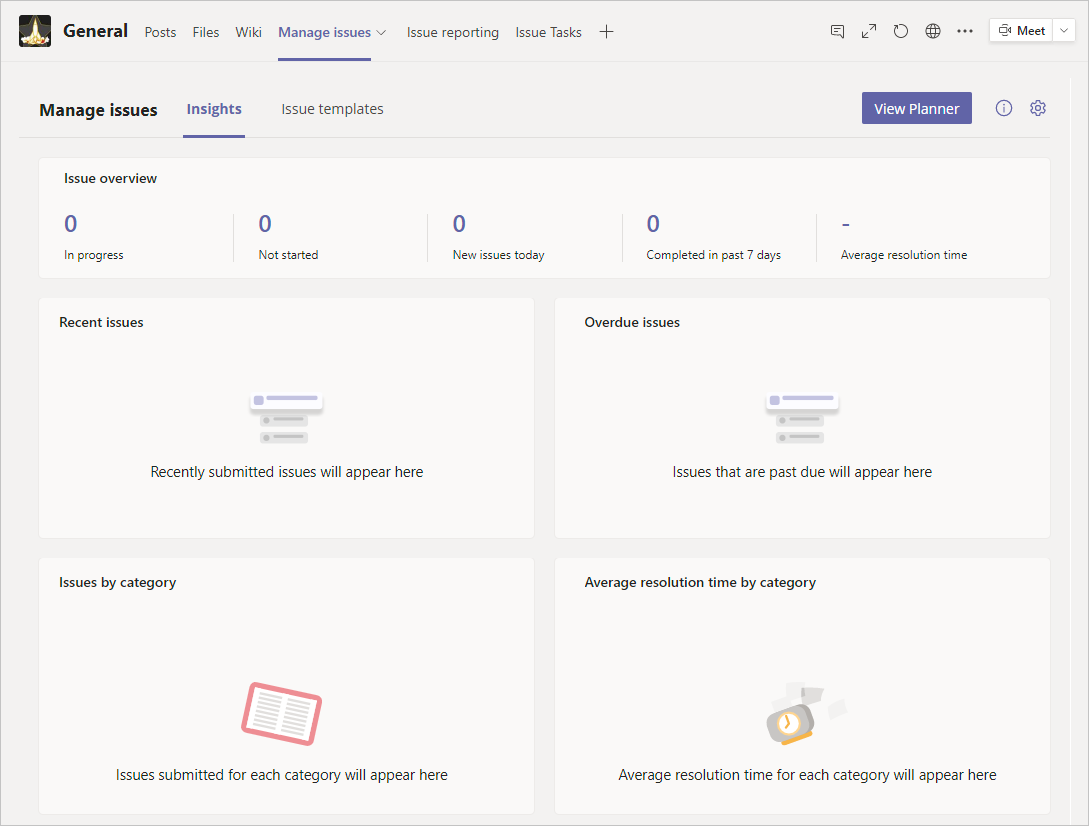 General Posts Files Wiki Manage issues Issue reporting Issue Tasks Meet
Manage issues Insights Issue templates View Planner
Issue overview
0 0 0 0 -
In progress Not started New issues today Completed in past 7 days Average resolution time
Recent issues Overdue issues
Recently submitted issues will appear here Issues that are past due will appear here
Issues by category Average resolution time by category
Issues submitted for each category will appear here Average resolution time for each category will appear here